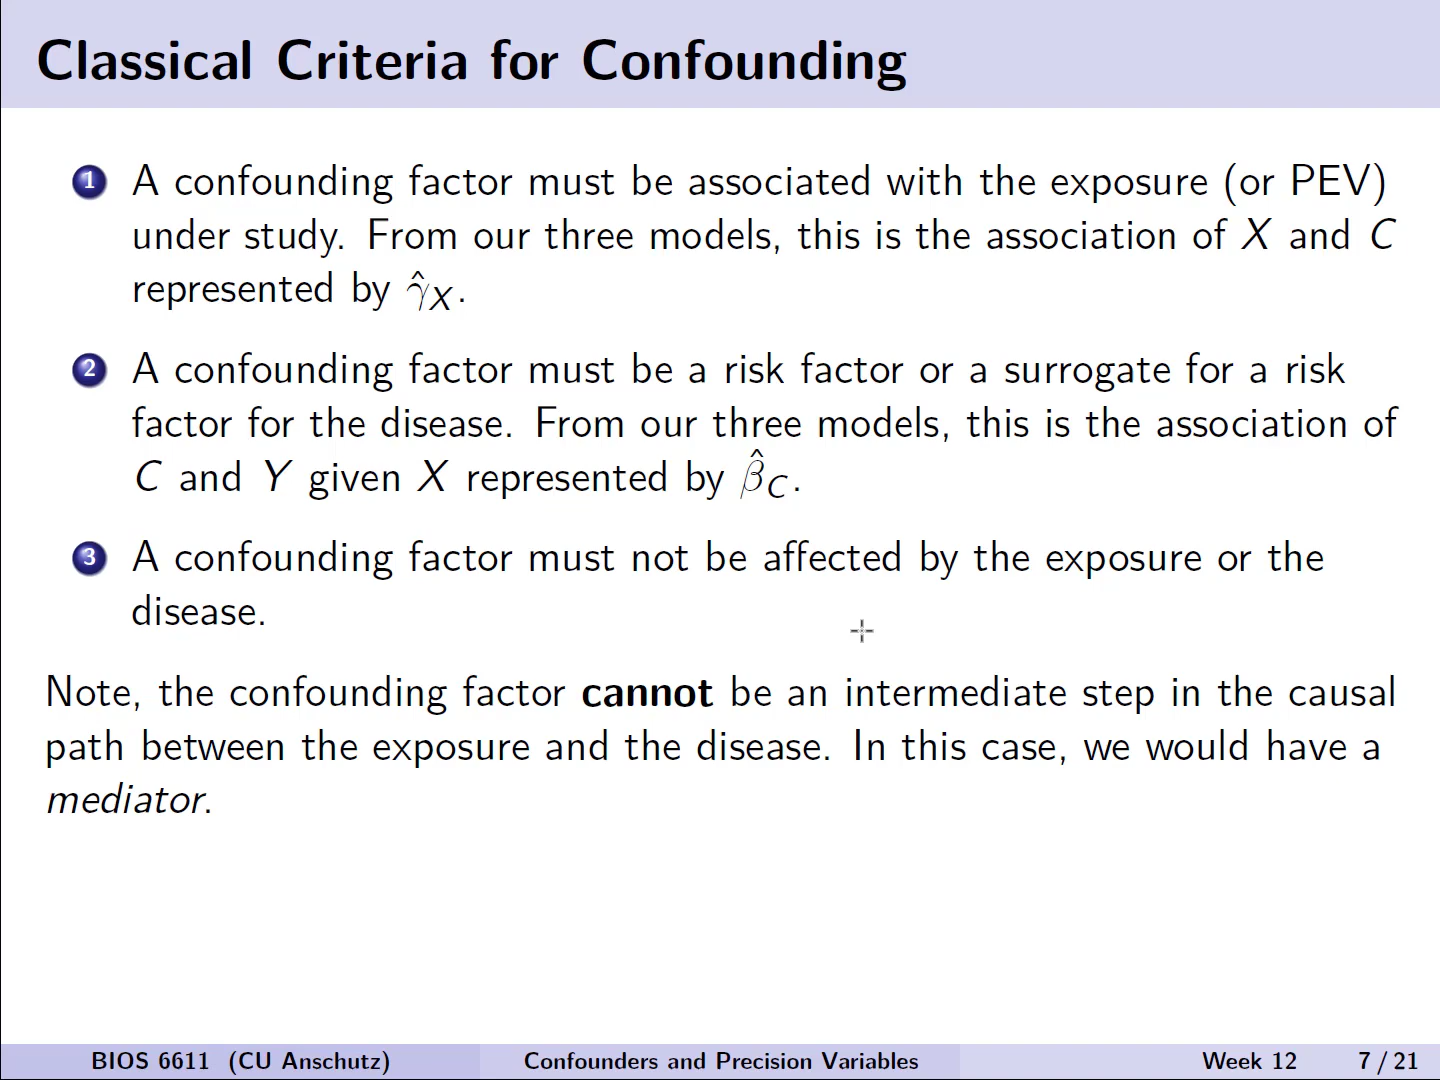 Classical Criteria for Confounding
1 A confounding factor must be associated with the exposure (or PEV)
under study. From our three models, this is the association of X and C
represented by γ̂_X.
2 A confounding factor must be a risk factor or a surrogate for a risk
factor for the disease. From our three models, this is the association of
C and Y given X represented by β̂_C.
3 A confounding factor must not be affected by the exposure or the
disease.
Note, the confounding factor cannot be an intermediate step in the causal
path between the exposure and the disease. In this case, we would have a
mediator.
BIOS 6611 (CU Anschutz) Confounders and Precision Variables Week 12 7 / 21